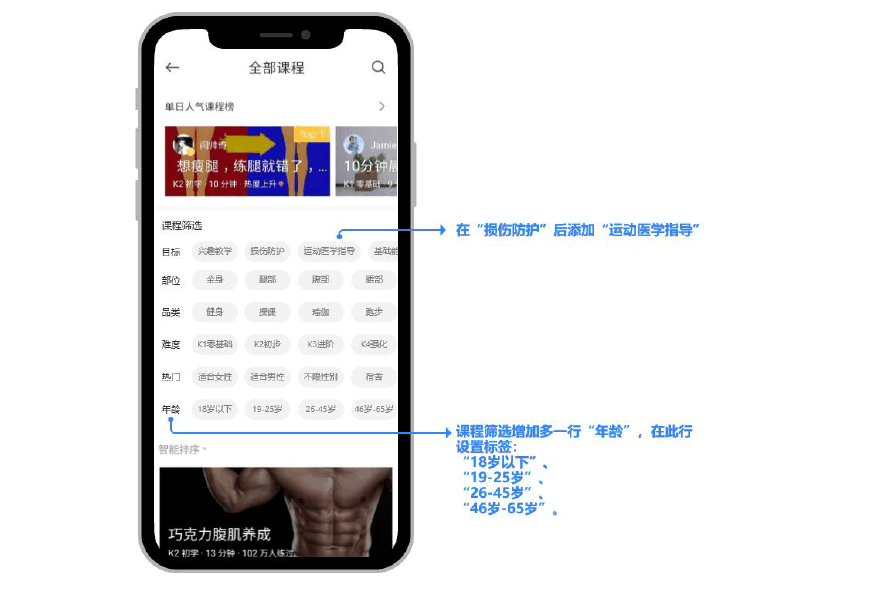 全部课程
单日人气课程榜
Top 1
闫帅奇
Jamie
想瘦腿，练腿就错了，...
10分钟晨
K2 初学 · 10 分钟 · 热度上升
K1 零基础 · 9
课程筛选
在“损伤防护”后添加“运动医学指导”
目标 兴趣教学 损伤防护 运动医学指导 基础能
部位 全身 腿部 腹部 腰部
品类 健身 操课 瑜伽 跑步
难度 K1零基础 K2初步 K3进阶 K4强化
热门 适合女性 适合男性 不限性别 宿舍
年龄 18岁以下 19-25岁 26-45岁 46岁-65岁
课程筛选增加多一行“年龄”，在此行
设置标签：
“18岁以下”、
“19-25岁”、
“26-45岁”、
“46岁-65岁”。
智能排序
巧克力腹肌养成
K2 初学 · 13 分钟 · 102 万人练过